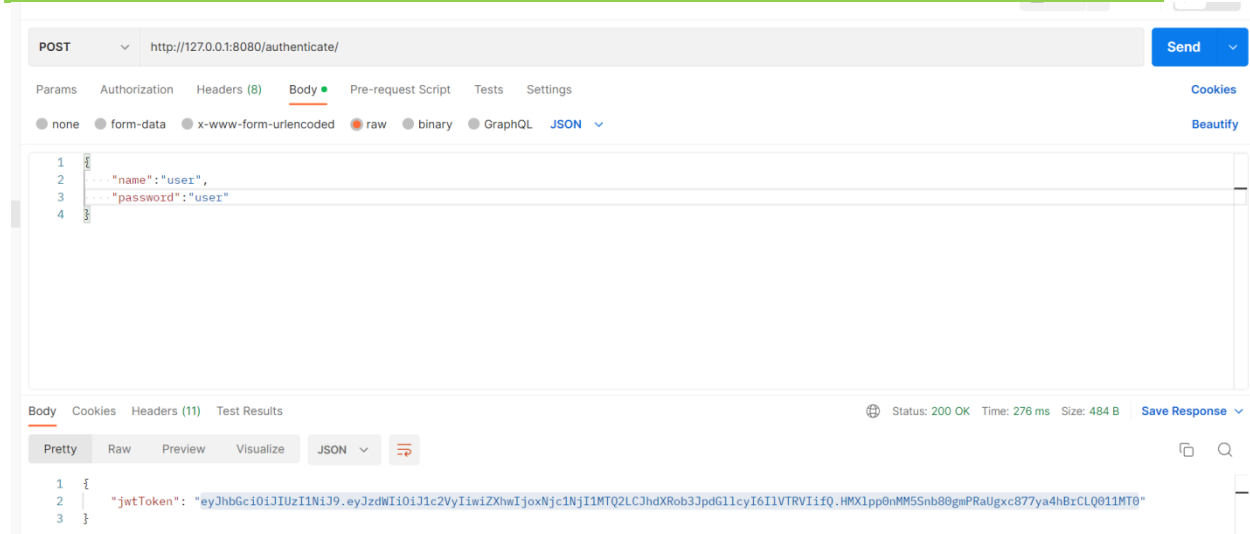 POST http://127.0.0.1:8080/authenticate/ Send
Params Authorization Headers (8) Body Pre-request Script Tests Settings Cookies
none form-data x-www-form-urlencoded raw binary GraphQL JSON Beautify
1 {
2 "name":"user",
3 "password":"user"
4 }
Body Cookies Headers (11) Test Results Status: 200 OK Time: 276 ms Size: 484 B Save Response
Pretty Raw Preview Visualize JSON
1 {
2 "jwtToken": "eyJhbGciOiJIUzI1NiJ9.eyJzdWIiOiJ1c2VyIiwiZXhwIjoxNjc1NjI1MTQ2LCJhdXRob3JpdGllcyI6IlVTRVIifQ.HMXlpp0nMM5Snb80gmPRaUgxc877ya4hBrCLQ011MT0"
3 }